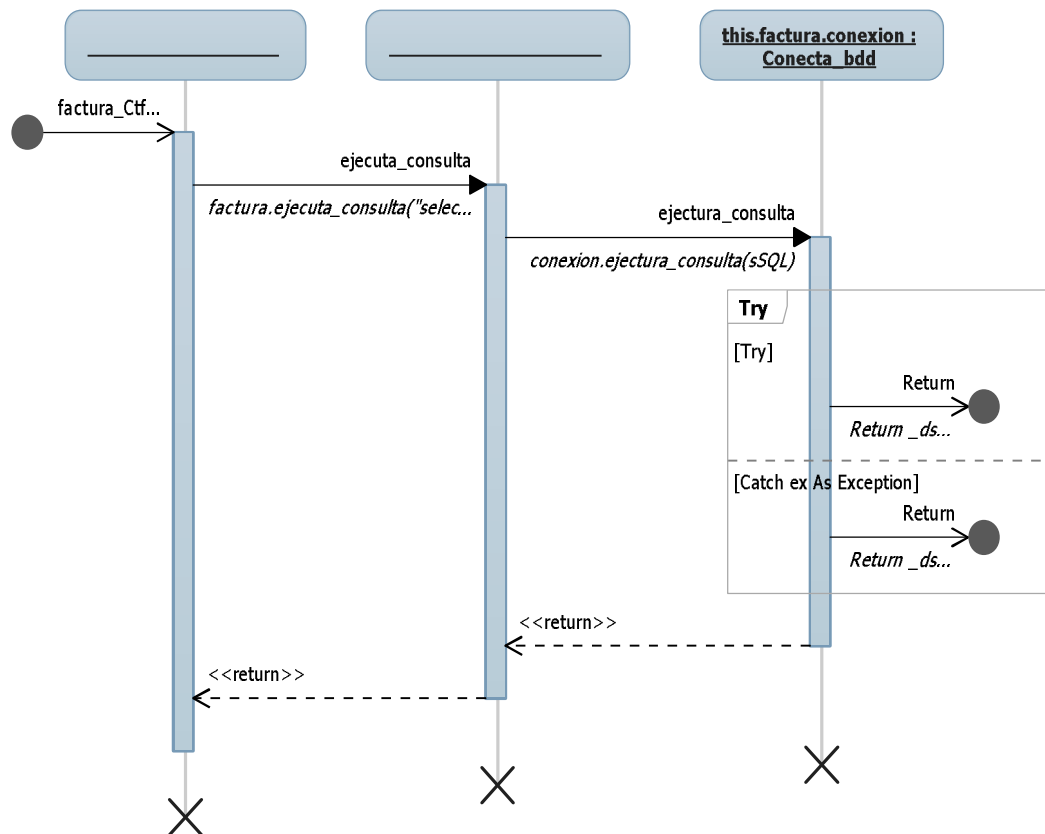 this.factura.conexion :
Conecta_bdd
factura_Ctf...
ejecuta_consulta
factura.ejecuta_consulta("selec...
ejectura_consulta
conexion.ejectura_consulta(sSQL)
Try
[Try]
Return
Return _ds...
[Catch ex As Exception]
Return
Return _ds...
<<return>>
<<return>>